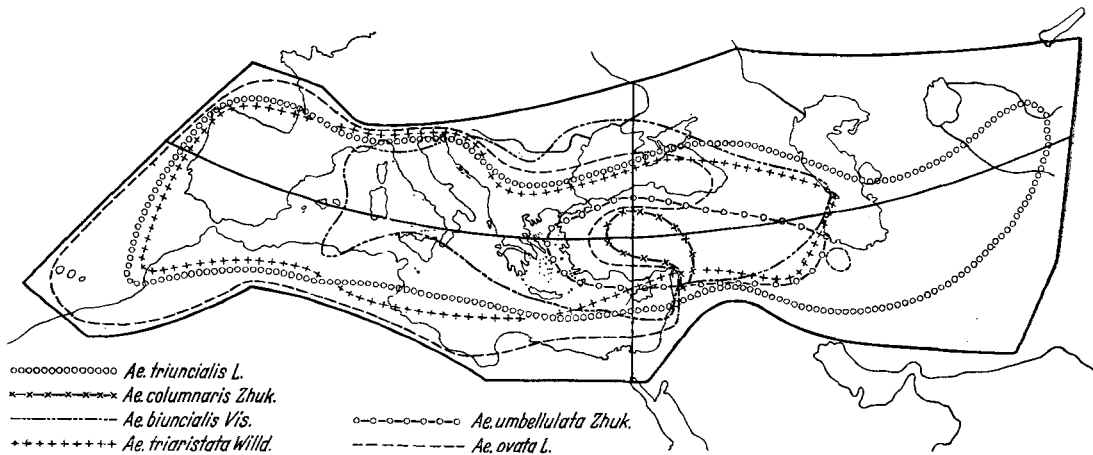 Ae. triuncialis L.
Ae. columnaris Zhuk.
Ae. biuncialis Vis.
Ae. triaristata Willd.
Ae. umbellulata Zhuk.
Ae. ovata L.